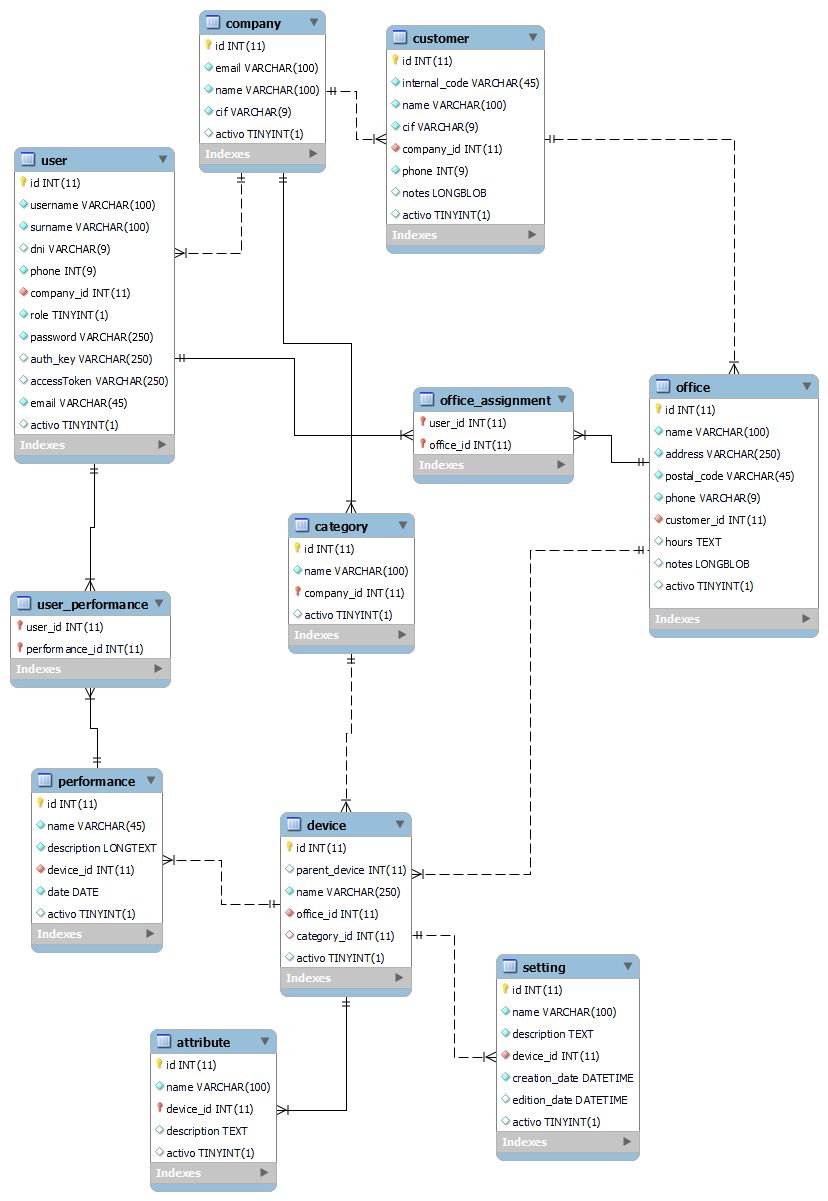 company
id INT(11)
email VARCHAR(100)
name VARCHAR(100)
cif VARCHAR(9)
activo TINYINT(1)
Indexes
customer
id INT(11)
internal_code VARCHAR(45)
name VARCHAR(100)
cif VARCHAR(9)
company_id INT(11)
phone INT(9)
notes LONGBLOB
activo TINYINT(1)
Indexes
user
id INT(11)
username VARCHAR(100)
surname VARCHAR(100)
dni VARCHAR(9)
phone INT(9)
company_id INT(11)
role TINYINT(1)
password VARCHAR(250)
auth_key VARCHAR(250)
accessToken VARCHAR(250)
email VARCHAR(45)
activo TINYINT(1)
Indexes
office_assignment
user_id INT(11)
office_id INT(11)
Indexes
office
id INT(11)
name VARCHAR(100)
address VARCHAR(250)
postal_code VARCHAR(45)
phone VARCHAR(9)
customer_id INT(11)
hours TEXT
notes LONGBLOB
activo TINYINT(1)
Indexes
category
id INT(11)
name VARCHAR(100)
company_id INT(11)
activo TINYINT(1)
Indexes
user_performance
user_id INT(11)
performance_id INT(11)
Indexes
performance
id INT(11)
name VARCHAR(45)
description LONGTEXT
device_id INT(11)
date DATE
activo TINYINT(1)
Indexes
device
id INT(11)
parent_device INT(11)
name VARCHAR(250)
office_id INT(11)
category_id INT(11)
activo TINYINT(1)
Indexes
setting
id INT(11)
name VARCHAR(100)
description TEXT
device_id INT(11)
creation_date DATETIME
edition_date DATETIME
activo TINYINT(1)
Indexes
attribute
id INT(11)
name VARCHAR(100)
device_id INT(11)
description TEXT
activo TINYINT(1)
Indexes